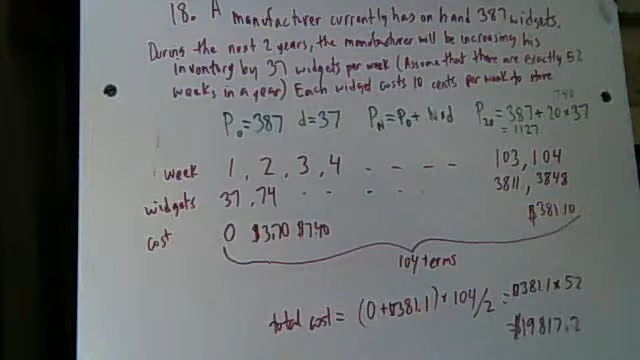 18. A manufacturer currently has on hand 387 widgets.
During the next 2 years, the manufacturer will be increasing his
inventory by 37 widgets per week (Assume that there are exactly 52
weeks in a year) Each widget costs 10 cents per week to store
740
P₀=387 d=37 P_N=P₀+N×d P₂₀=387+20×37
=1127.
week 1, 2, 3, 4 - - - - 103, 104
widgets 37, 74 3811, 3848
cost 0 $3.70 $7.40 $381.10
104 terms
total cost = (0+$381.1) × 104/2 = $381.1 × 52
=$19817.2